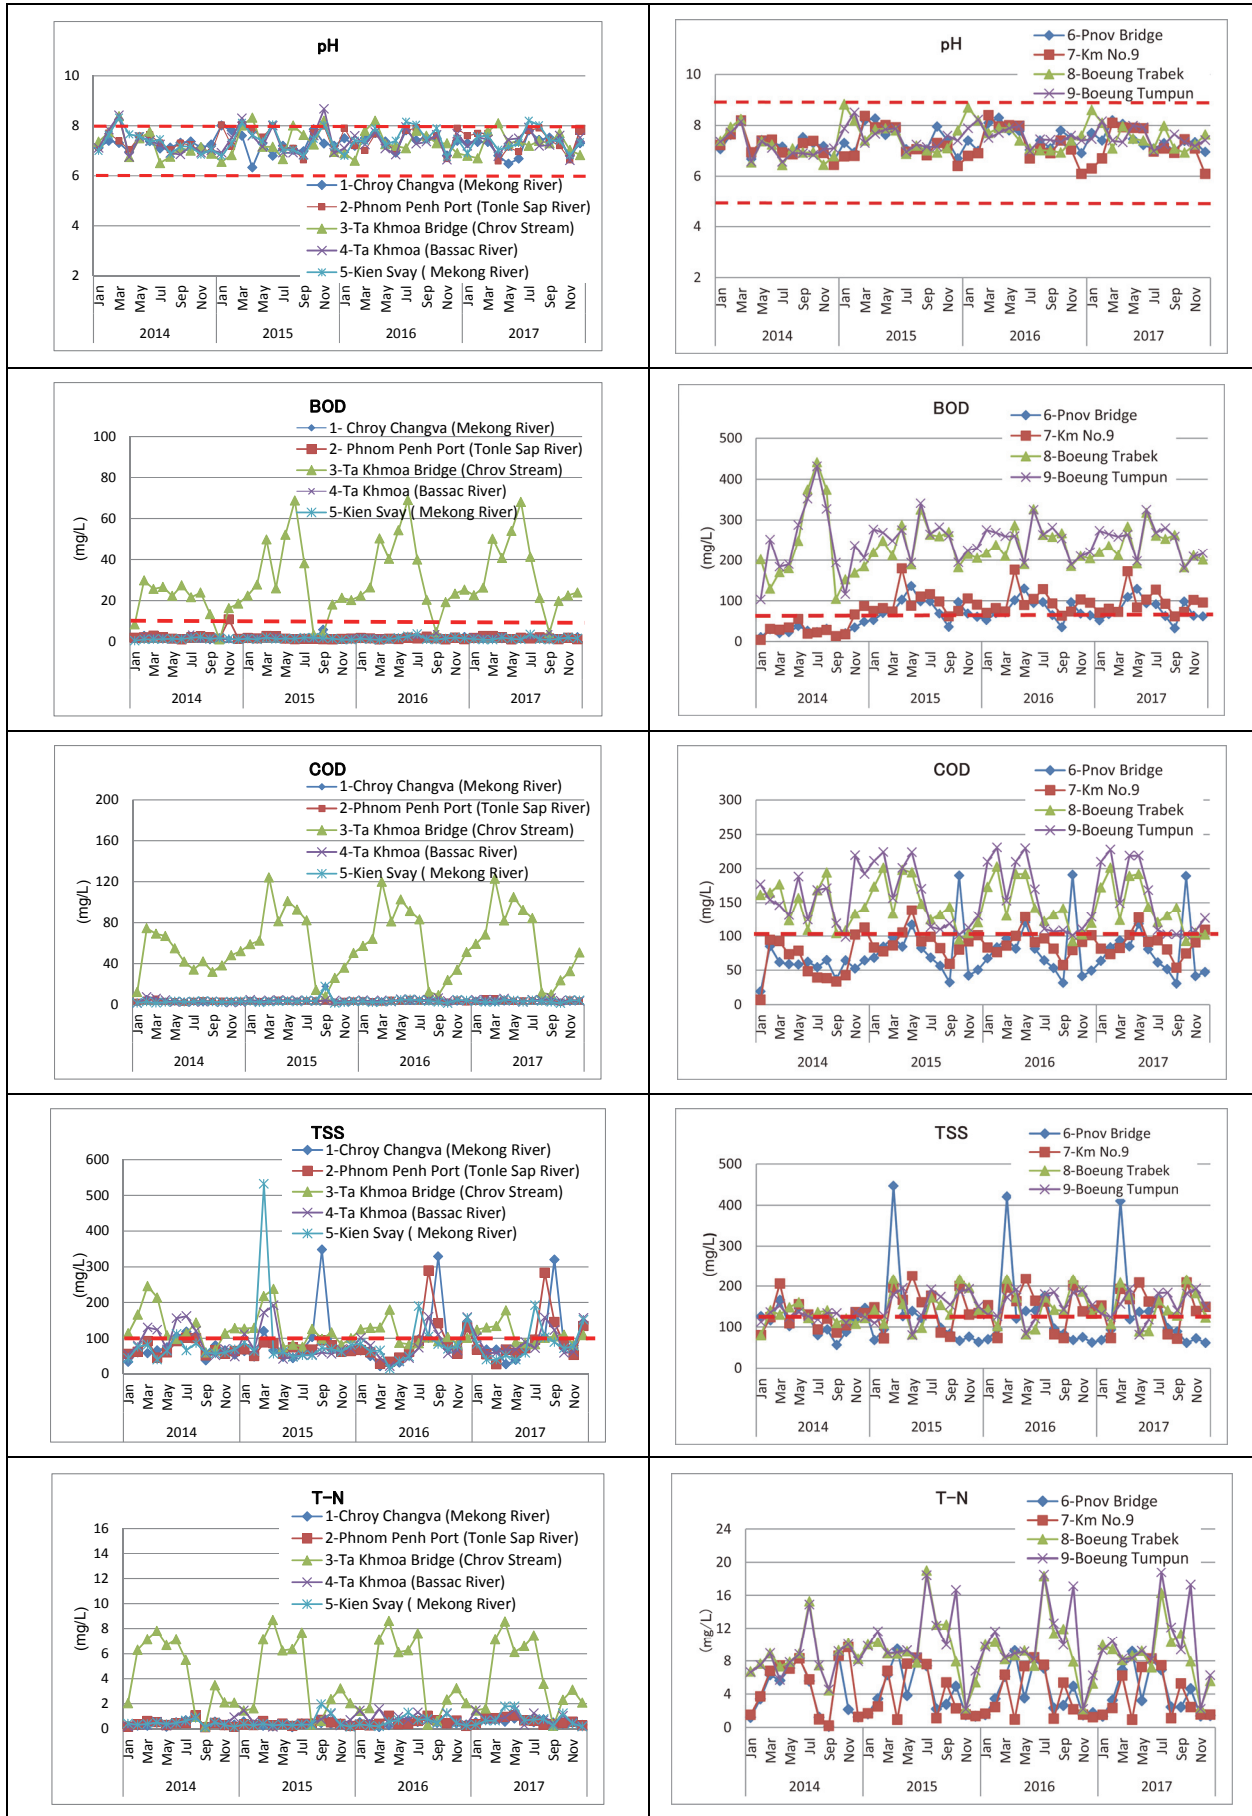 pH
10
8
6
4
2
1-Chroy Changva (Mekong River)
2-Phnom Penh Port (Tonle Sap River)
3-Ta Khmoa Bridge (Chrov Stream)
4-Ta Khmoa (Bassac River)
5-Kien Svay ( Mekong River)
Jan Mar May Jul Sep Nov Jan Mar May Jul Sep Nov Jan Mar May Jul Sep Nov Jan Mar May Jul Sep Nov
2014 2015 2016 2017
pH
6-Pnov Bridge
7-Km No.9
8-Boeung Trabek
9-Boeung Tumpun
10
8
6
4
2
Jan Mar May Jul Sep Nov Jan Mar May Jul Sep Nov Jan Mar May Jul Sep Nov Jan Mar May Jul Sep Nov
2014 2015 2016 2017
BOD
1- Chroy Changva (Mekong River)
2- Phnom Penh Port (Tonle Sap River)
3-Ta Khmoa Bridge (Chrov Stream)
4-Ta Khmoa (Bassac River)
5-Kien Svay ( Mekong River)
(mg/L)
100
80
60
40
20
0
Jan Mar May Jul Sep Nov Jan Mar May Jul Sep Nov Jan Mar May Jul Sep Nov Jan Mar May Jul Sep Nov
2014 2015 2016 2017
BOD
6-Pnov Bridge
7-Km No.9
8-Boeung Trabek
9-Boeung Tumpun
(mg/L)
500
400
300
200
100
0
Jan Mar May Jul Sep Nov Jan Mar May Jul Sep Nov Jan Mar May Jul Sep Nov Jan Mar May Jul Sep Nov
2014 2015 2016 2017
COD
1-Chroy Changva (Mekong River)
2-Phnom Penh Port (Tonle Sap River)
3-Ta Khmoa Bridge (Chrov Stream)
4-Ta Khmoa (Bassac River)
5-Kien Svay ( Mekong River)
(mg/L)
200
160
120
80
40
0
Jan Mar May Jul Sep Nov Jan Mar May Jul Sep Nov Jan Mar May Jul Sep Nov Jan Mar May Jul Sep Nov
2014 2015 2016 2017
COD
6-Pnov Bridge
7-Km No.9
8-Boeung Trabek
9-Boeung Tumpun
(mg/L)
300
250
200
150
100
50
0
Jan Mar May Jul Sep Nov Jan Mar May Jul Sep Nov Jan Mar May Jul Sep Nov Jan Mar May Jul Sep Nov
2014 2015 2016 2017
TSS
1-Chroy Changva (Mekong River)
2-Phnom Penh Port (Tonle Sap River)
3-Ta Khmoa Bridge (Chrov Stream)
4-Ta Khmoa (Bassac River)
5-Kien Svay ( Mekong River)
(mg/L)
600
500
400
300
200
100
0
Jan Mar May Jul Sep Nov Jan Mar May Jul Sep Nov Jan Mar May Jul Sep Nov Jan Mar May Jul Sep Nov
2014 2015 2016 2017
TSS
6-Pnov Bridge
7-Km No.9
8-Boeung Trabek
9-Boeung Tumpun
(mg/L)
500
400
300
200
100
0
Jan Mar May Jul Sep Nov Jan Mar May Jul Sep Nov Jan Mar May Jul Sep Nov Jan Mar May Jul Sep Nov
2014 2015 2016 2017
T-N
1-Chroy Changva (Mekong River)
2-Phnom Penh Port (Tonle Sap River)
3-Ta Khmoa Bridge (Chrov Stream)
4-Ta Khmoa (Bassac River)
5-Kien Svay ( Mekong River)
(mg/L)
16
14
12
10
8
6
4
2
0
Jan Mar May Jul Sep Nov Jan Mar May Jul Sep Nov Jan Mar May Jul Sep Nov Jan Mar May Jul Sep Nov
2014 2015 2016 2017
T-N
6-Pnov Bridge
7-Km No.9
8-Boeung Trabek
9-Boeung Tumpun
(mg/L)
24
20
16
12
8
4
0
Jan Mar May Jul Sep Nov Jan Mar May Jul Sep Nov Jan Mar May Jul Sep Nov Jan Mar May Jul Sep Nov
2014 2015 2016 2017